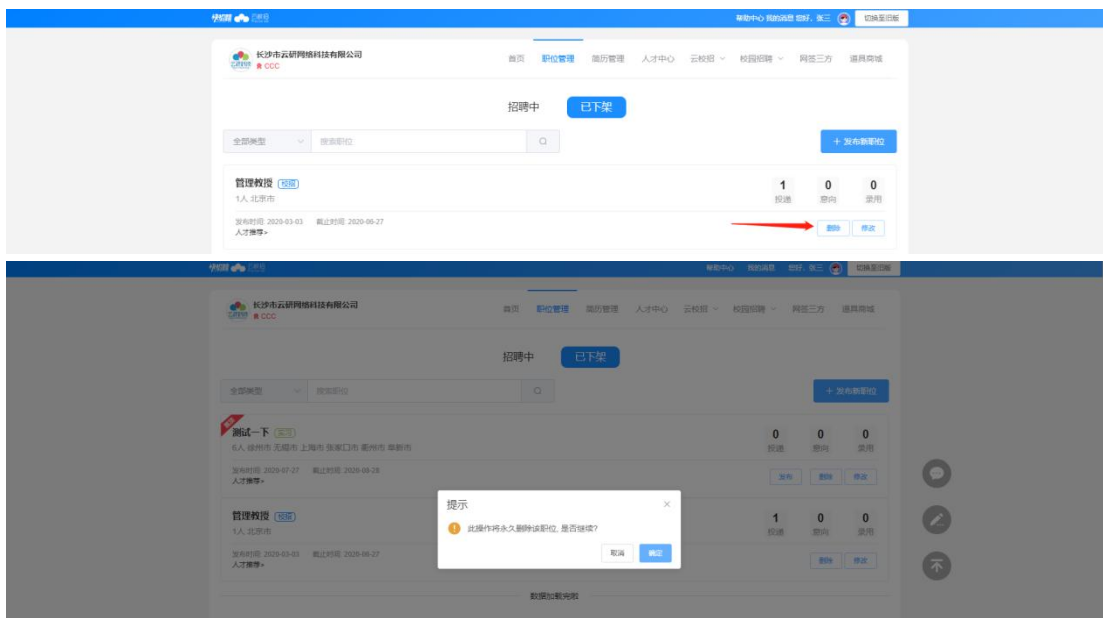 快招聘 云就业 帮助中心 我的消息 您好, 张三 切换至旧版
长沙市云研网络科技有限公司
CCC
首页 职位管理 简历管理 人才中心 云校招 校园招聘 网签三方 道具商城
招聘中 已下架
全部类型 搜索职位 + 发布新职位
管理教授 校招 1 0 0
1人 北京市 投递 意向 录用
发布时间: 2020-03-03 截止时间: 2020-06-27 删除 修改
人才推荐>
帮助中心 我的消息 您好, 张三 切换至旧版
长沙市云研网络科技有限公司
CCC
首页 职位管理 简历管理 人才中心 云校招 校园招聘 网签三方 道具商城
招聘中 已下架
全部类型 搜索职位 + 发布新职位
测试一下 0 0 0
6人 徐州市 无锡市 上海市 张家口市 亳州市 阜新市 投递 意向 录用
发布时间: 2020-07-27 截止时间: 2020-08-28 发布 删除 修改
人才推荐>
提示
此操作将永久删除该职位, 是否继续?
取消 确定
管理教授 校招 1 0 0
1人 北京市 投递 意向 录用
发布时间: 2020-03-03 截止时间: 2020-06-27 删除 修改
人才推荐>
数据加载完啦